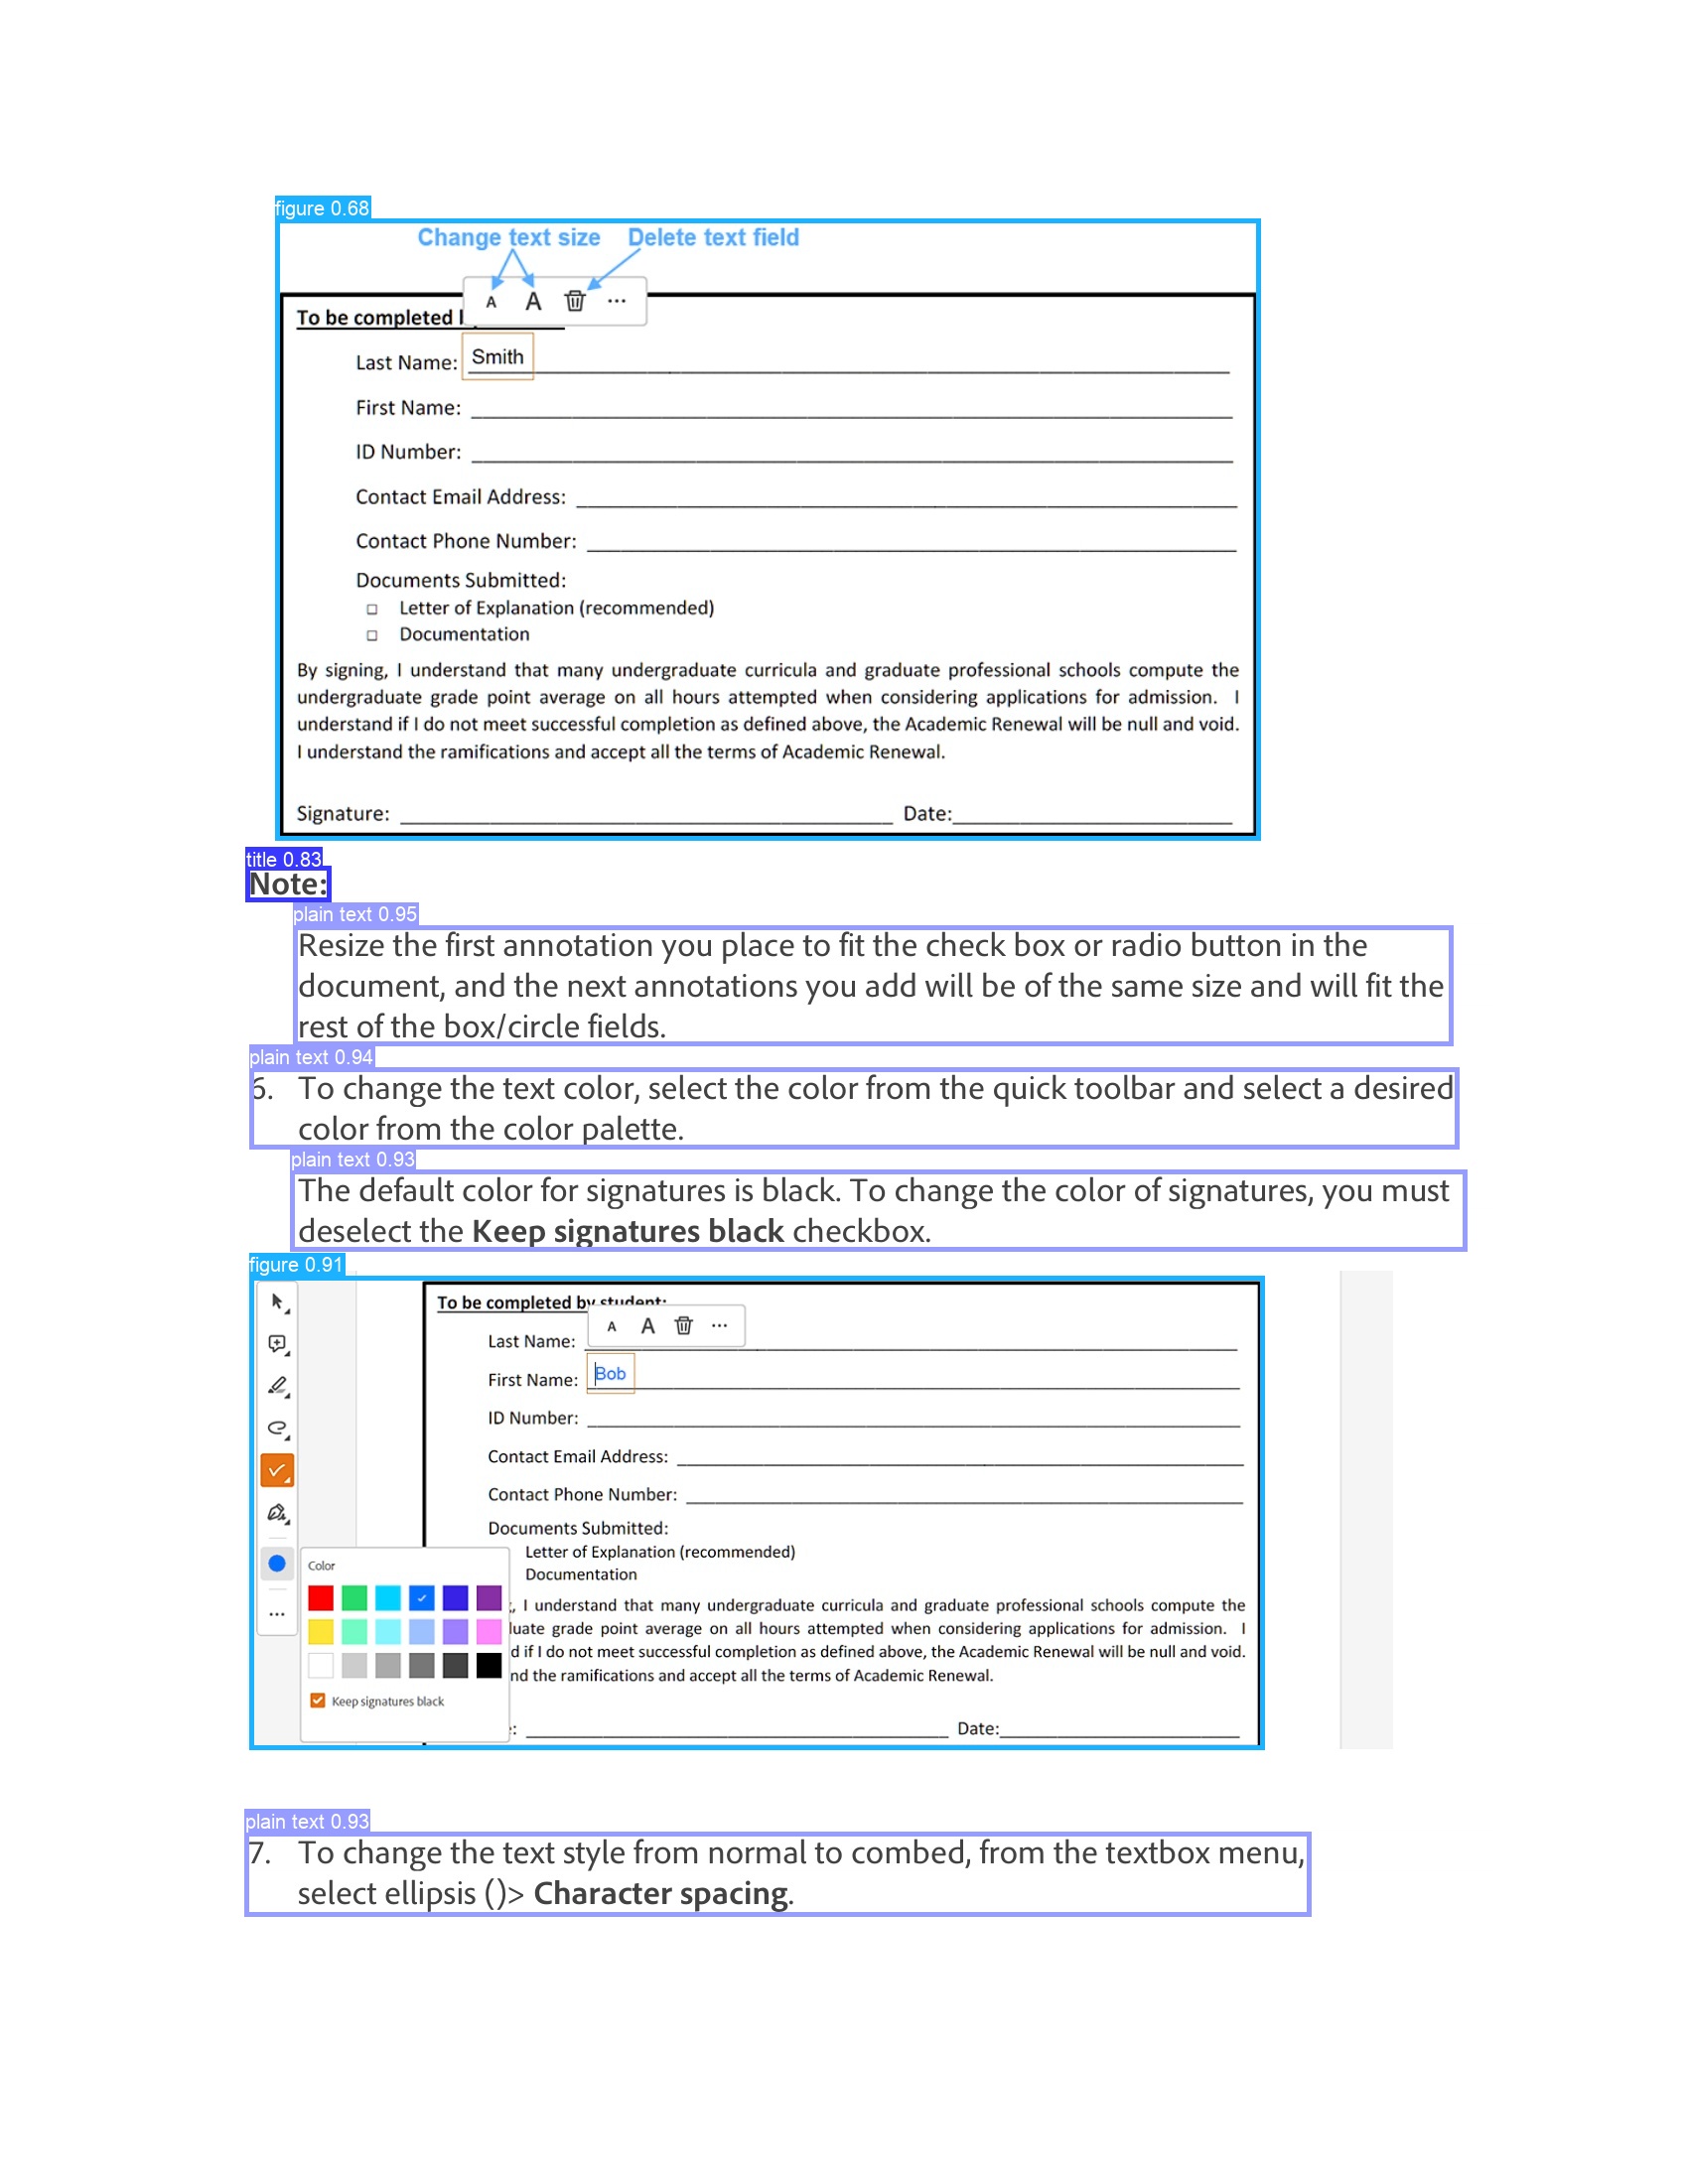 figure 0.68
Change text size Delete text field
A A ...
To be completed
Last Name: Smith
First Name:
ID Number:
Contact Email Address:
Contact Phone Number:
Documents Submitted:
□ Letter of Explanation (recommended)
□ Documentation
By signing, I understand that many undergraduate curricula and graduate professional schools compute the
undergraduate grade point average on all hours attempted when considering applications for admission. I
understand if I do not meet successful completion as defined above, the Academic Renewal will be null and void.
I understand the ramifications and accept all the terms of Academic Renewal.
Signature: Date:
title 0.83
Note:
plain text 0.95
Resize the first annotation you place to fit the check box or radio button in the
document, and the next annotations you add will be of the same size and will fit the
rest of the box/circle fields.
plain text 0.94
6. To change the text color, select the color from the quick toolbar and select a desired
color from the color palette.
plain text 0.93
The default color for signatures is black. To change the color of signatures, you must
deselect the Keep signatures black checkbox.
figure 0.91
To be completed by student:
A A ...
Last Name:
First Name: Bob
ID Number:
Contact Email Address:
Contact Phone Number:
Documents Submitted:
Letter of Explanation (recommended)
Documentation
Color
, I understand that many undergraduate curricula and graduate professional schools compute the
luate grade point average on all hours attempted when considering applications for admission. I
d if I do not meet successful completion as defined above, the Academic Renewal will be null and void.
nd the ramifications and accept all the terms of Academic Renewal.
Keep signatures black
: Date:
plain text 0.93
7. To change the text style from normal to combed, from the textbox menu,
select ellipsis ()> Character spacing.